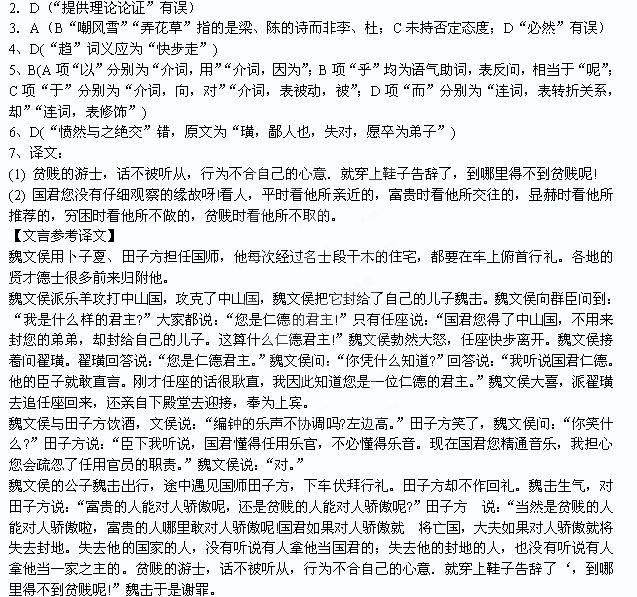 2．D（“提供理论论证”有误）
3．A（B“嘲风雪”“弄花草”指的是梁、陈的诗而非李、杜；C未持否定态度；D“必然”有误）
4、D(“趋”词义应为“快步走”)
5、B(A项“以”分别为“介词，用”“介词，因为”；B项“乎”均为语气助词，表反问，相当于“呢”；
C项“于”分别为“介词，向，对”“介词，表被动，被”；D项“而”分别为“连词，表转折关系，
却”“连词，表修饰”)
6、D(“愤然与之绝交”错，原文为“璜，鄙人也，失对，愿卒为弟子”)
7、译文：
(1) 贫贱的游士，话不被听从，行为不合自己的心意．就穿上鞋子告辞了，到哪里得不到贫贱呢!
(2) 国君您没有仔细观察的缘故呀!看人，平时看他所亲近的，富贵时看他所交往的，显赫时看他所
推荐的，穷困时看他所不做的，贫贱时看他所不取的。
【文言参考译文】
魏文侯用卜子夏、田子方担任国师，他每次经过名士段干木的住宅，都要在车上俯首行礼。各地的
贤才德士很多前来归附他。
魏文侯派乐羊攻打中山国，攻克了中山国，魏文侯把它封给了自己的儿子魏击。魏文侯向群臣问到：
“我是什么样的君主?”大家都说：“您是仁德的君主!”只有任座说：“国君您得了中山国，不用来
封您的弟弟，却封给自己的儿子。这算什么仁德君主!”魏文侯勃然大怒，任座快步离开。魏文侯接
着问翟璜。翟璜回答说：“您是仁德君主。”魏文侯问：“你凭什么知道?”回答说：“我听说国君仁德。
他的臣子就敢直言。刚才任座的话很耿直，我因此知道您是一位仁德的君主。”魏文侯大喜，派翟璜
去追任座回来，还亲自下殿堂去迎接，奉为上宾。
魏文侯与田子方饮酒，文侯说：“编钟的乐声不协调吗?左边高。”田子方笑了，魏文侯问：“你笑什
么?”田子方说：“臣下我听说，国君懂得任用乐官，不必懂得乐音。现在国君您精通音乐，我担心
您会疏忽了任用官员的职责。”魏文侯说：“对。”
魏文侯的公子魏击出行，途中遇见国师田子方，下车伏拜行礼。田子方却不作回礼。魏击生气，对
田子方说：“富贵的人能对人骄傲呢，还是贫贱的人能对人骄傲呢?”田子方　说：“当然是贫贱的人
能对人骄傲啦，富贵的人哪里敢对人骄傲呢!国君如果对人骄傲就　将亡国，大夫如果对人骄傲就将
失去封地。失去他的国家的人，没有听说有人拿他当国君的；失去他的封地的人，也没有听说有人
拿他当一家之主的。贫贱的游士，话不被听从，行为不合自己的心意．就穿上鞋子告辞了‘，到哪
里得不到贫贱呢!”魏击于是谢罪。